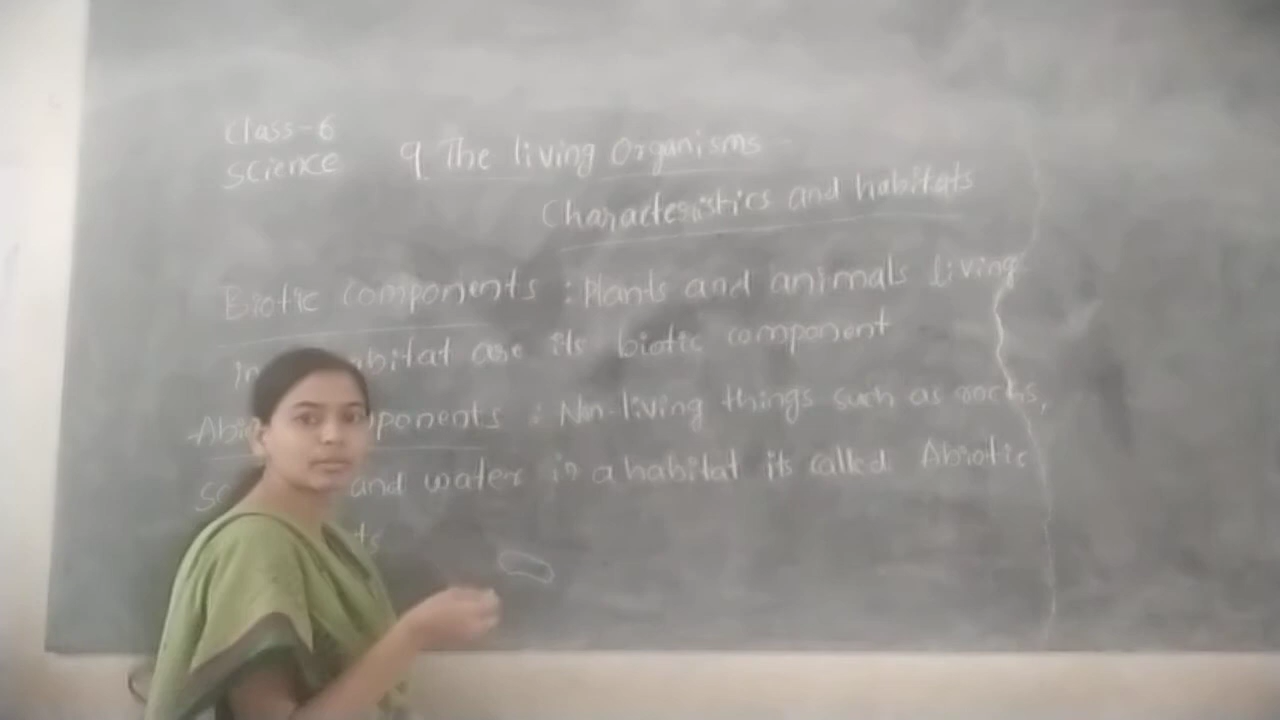 Class-6
Science
9. The living Organisms -
Characteristics and habitats
Biotic components : Plants and animals living
in habitat are its biotic component
: Non-living things such as rocks,
and water in a habitat its called Abiotic